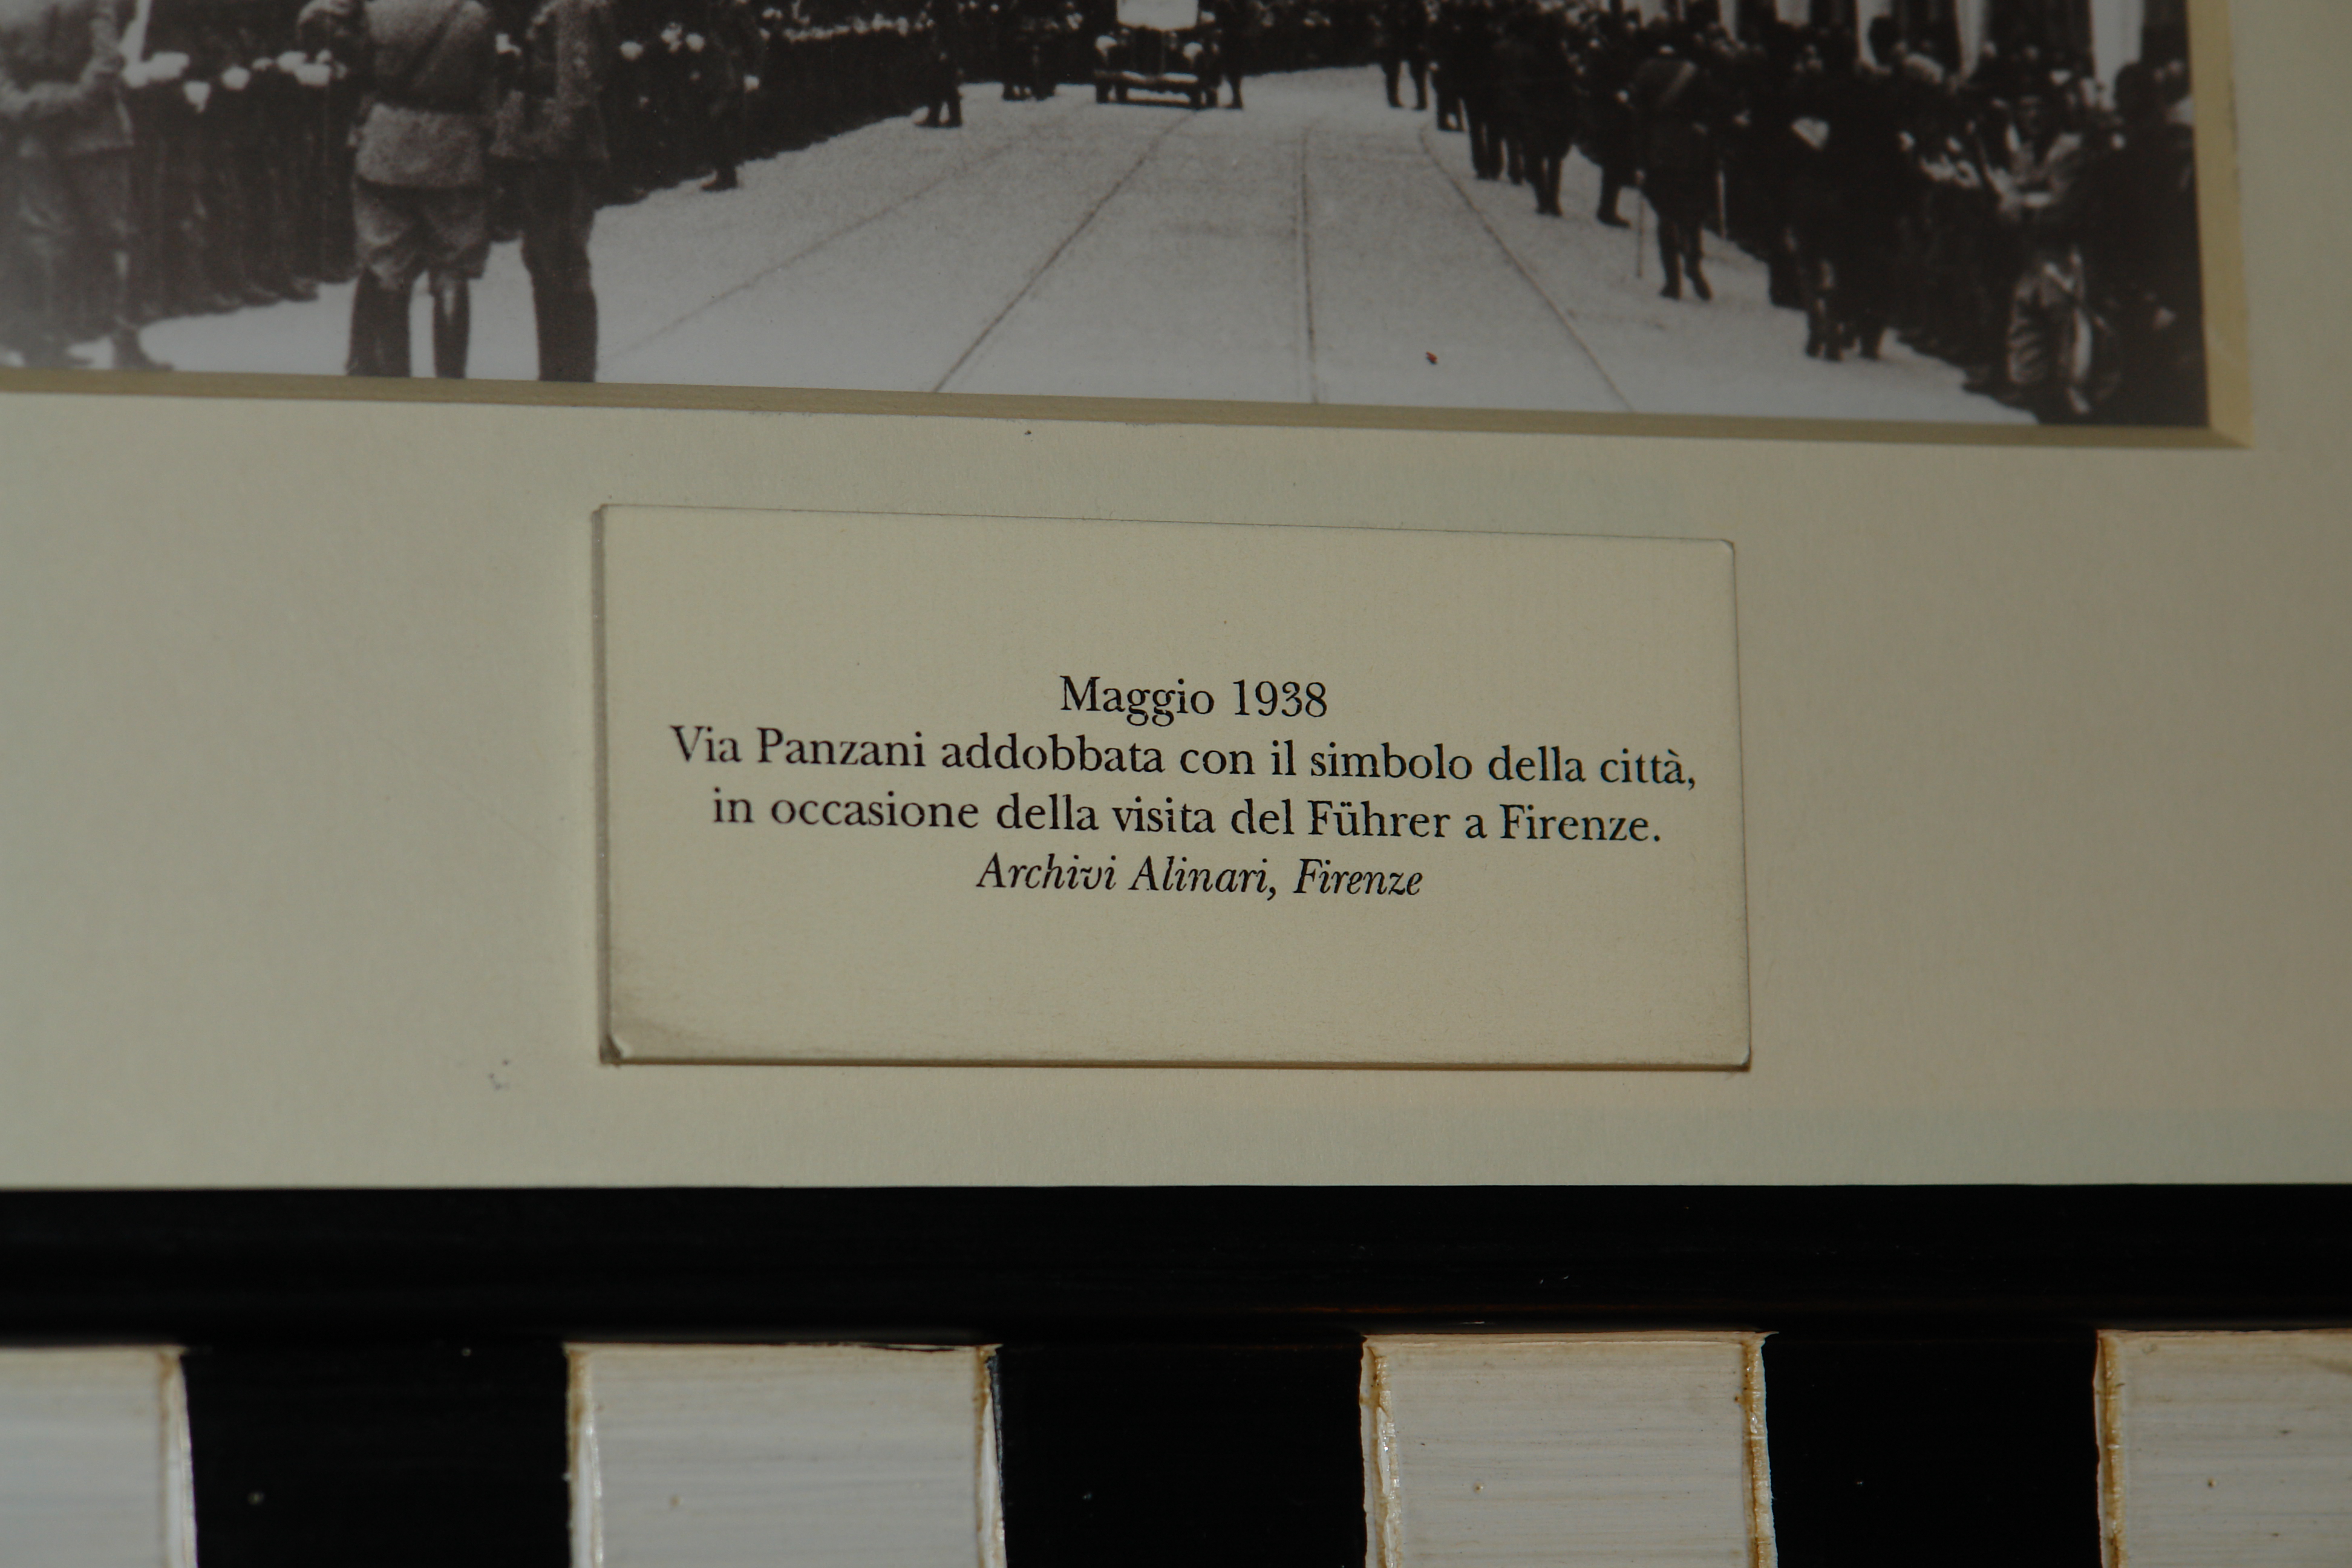 Maggio 1938
Via Panzani addobbata con il simbolo della città,
in occasione della visita del Führer a Firenze.
Archivi Alinari, Firenze